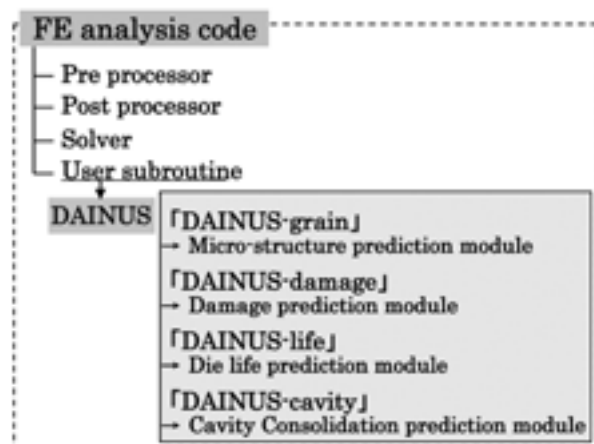 FE analysis code
Pre processor
Post processor
Solver
User subroutine
DAINUS
「DAINUS-grain」
→ Micro-structure prediction module
「DAINUS-damage」
→ Damage prediction module
「DAINUS-life」
→ Die life prediction module
「DAINUS-cavity」
→ Cavity Consolidation prediction module